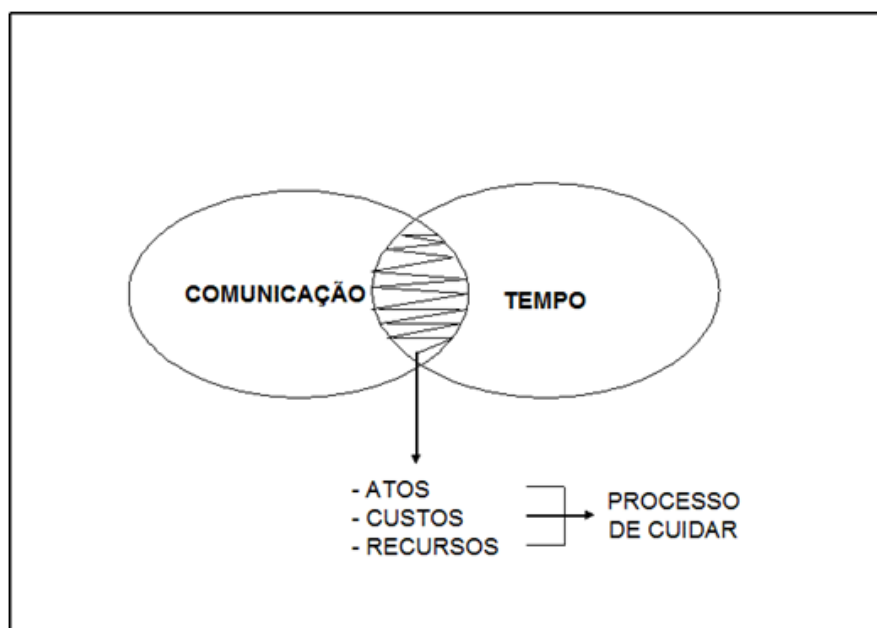 COMUNICAÇÃO
TEMPO
- ATOS
- CUSTOS
- RECURSOS
PROCESSO
DE CUIDAR